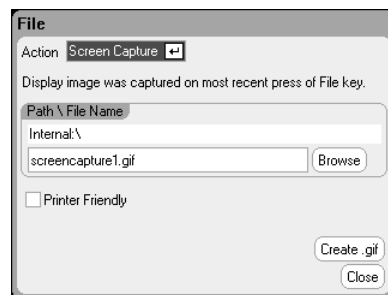 File
Action Screen Capture
Display image was captured on most recent press of File key.
Path \ File Name
Internal:\
screencapture1.gif Browse
Printer Friendly
Create .gif
Close